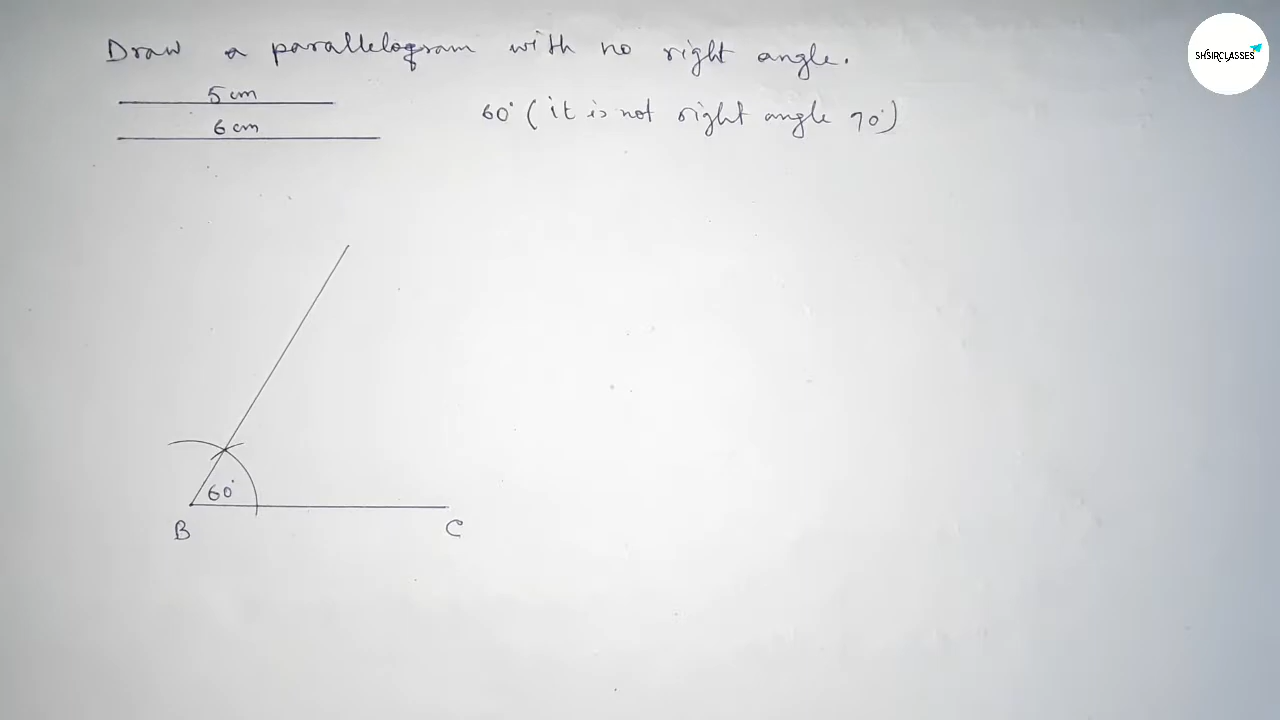 Draw a parallelogram with no right angle.
5 cm
6 cm
60° (it is not right angle 90°)
60°
B
C
SHSIRCLASSES